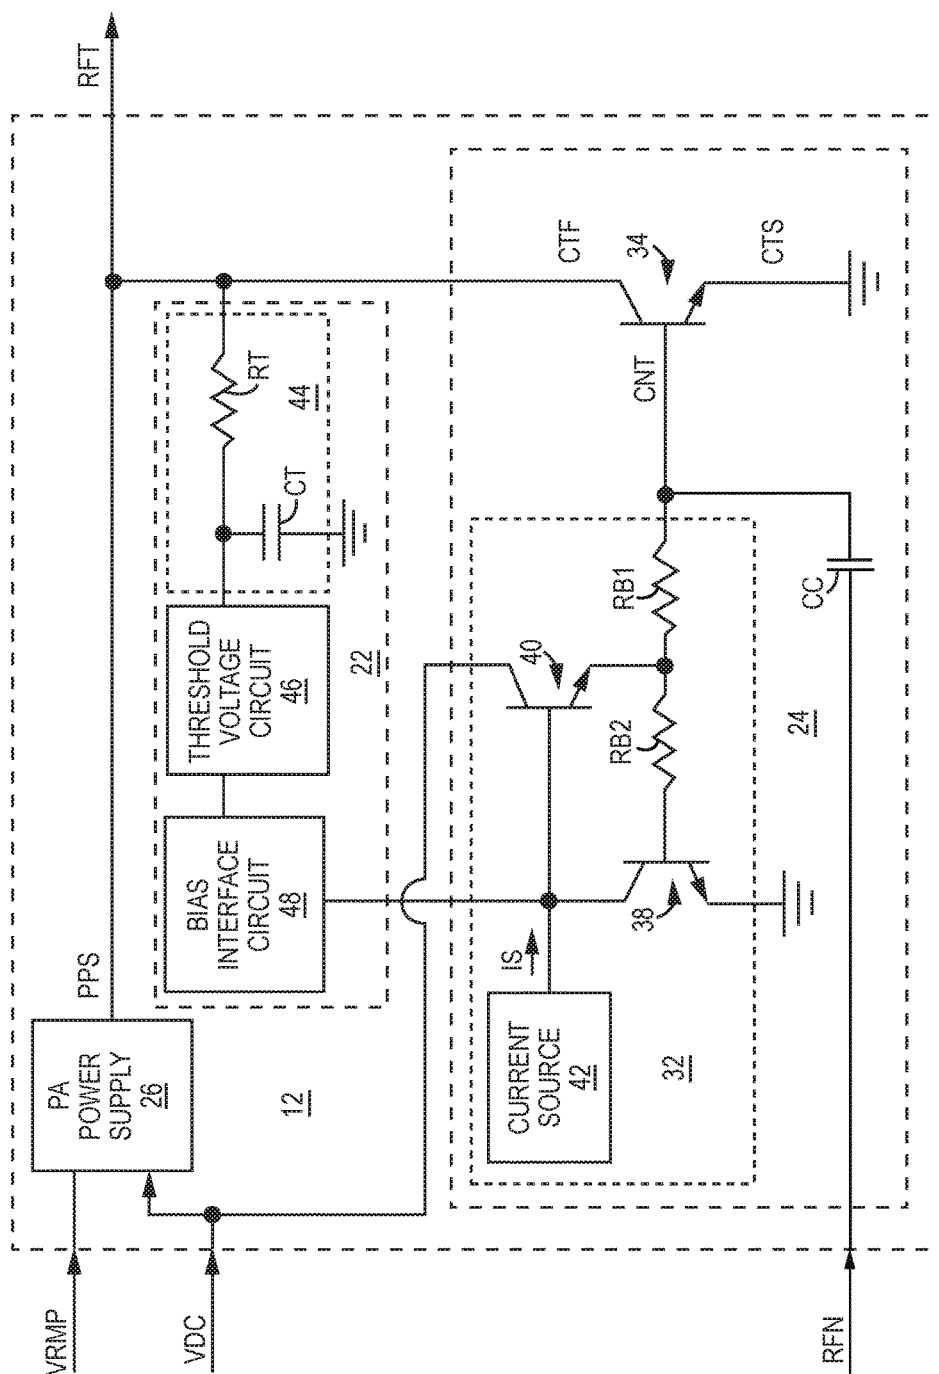 VRMP
VDC
RFN
PA
POWER
SUPPLY
26
PPS
12
BIAS
INTERFACE
CIRCUIT
48
THRESHOLD
VOLTAGE
CIRCUIT
46
22
CT
RT
44
RFT
CURRENT
SOURCE
42
IS
32
38
40
RB2
RB1
24
CC
CNT
CTF
34
CTS